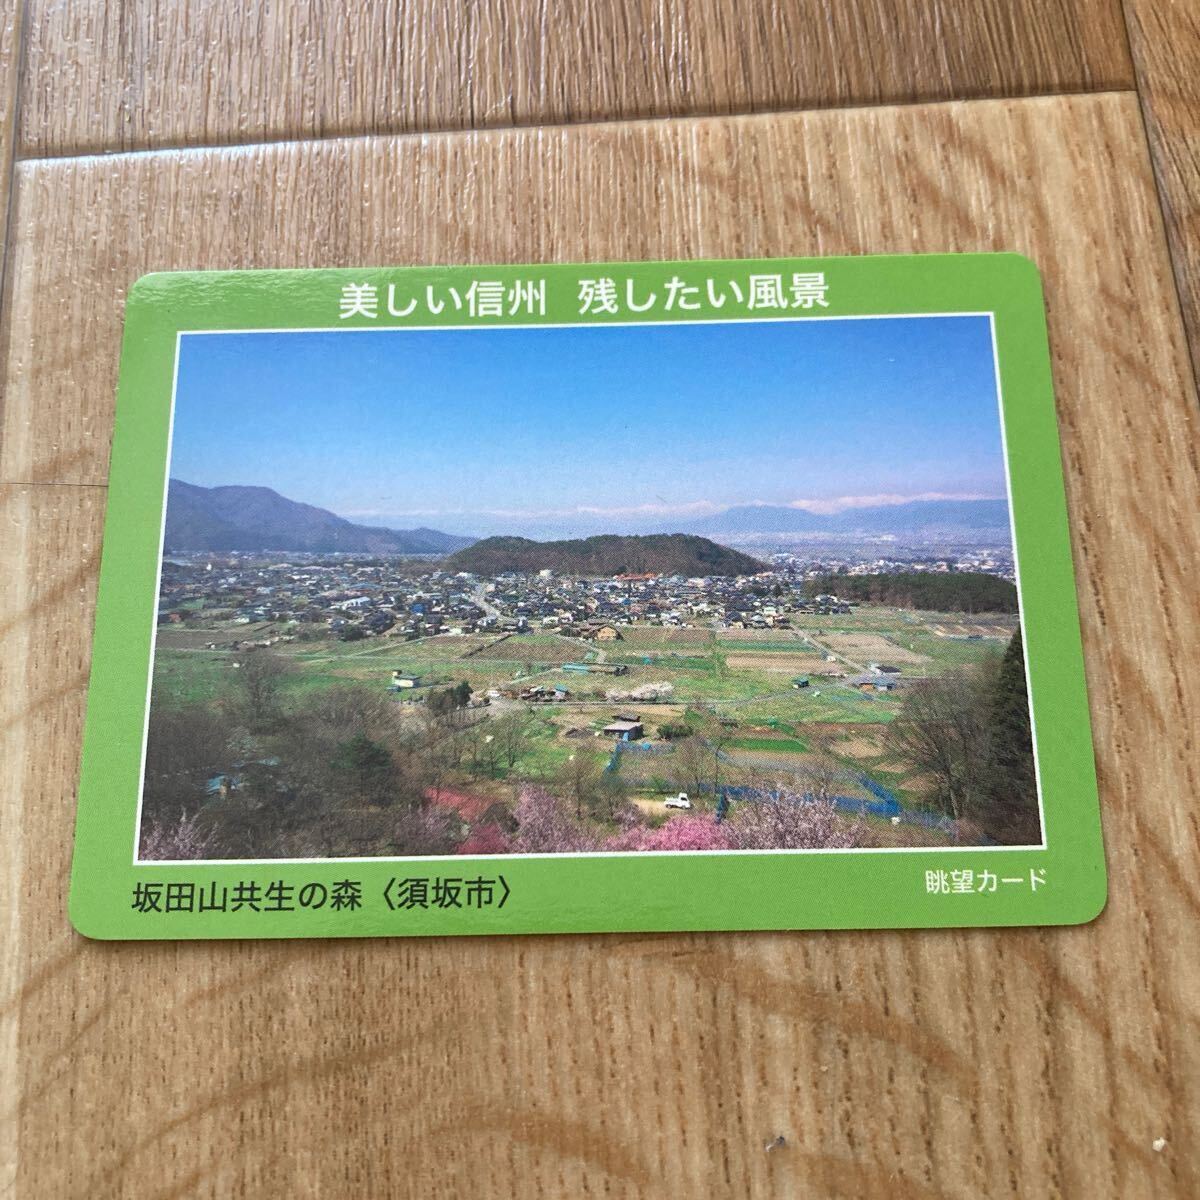 美しい信州 残したい風景
坂田山共生の森〈須坂市〉
眺望カード